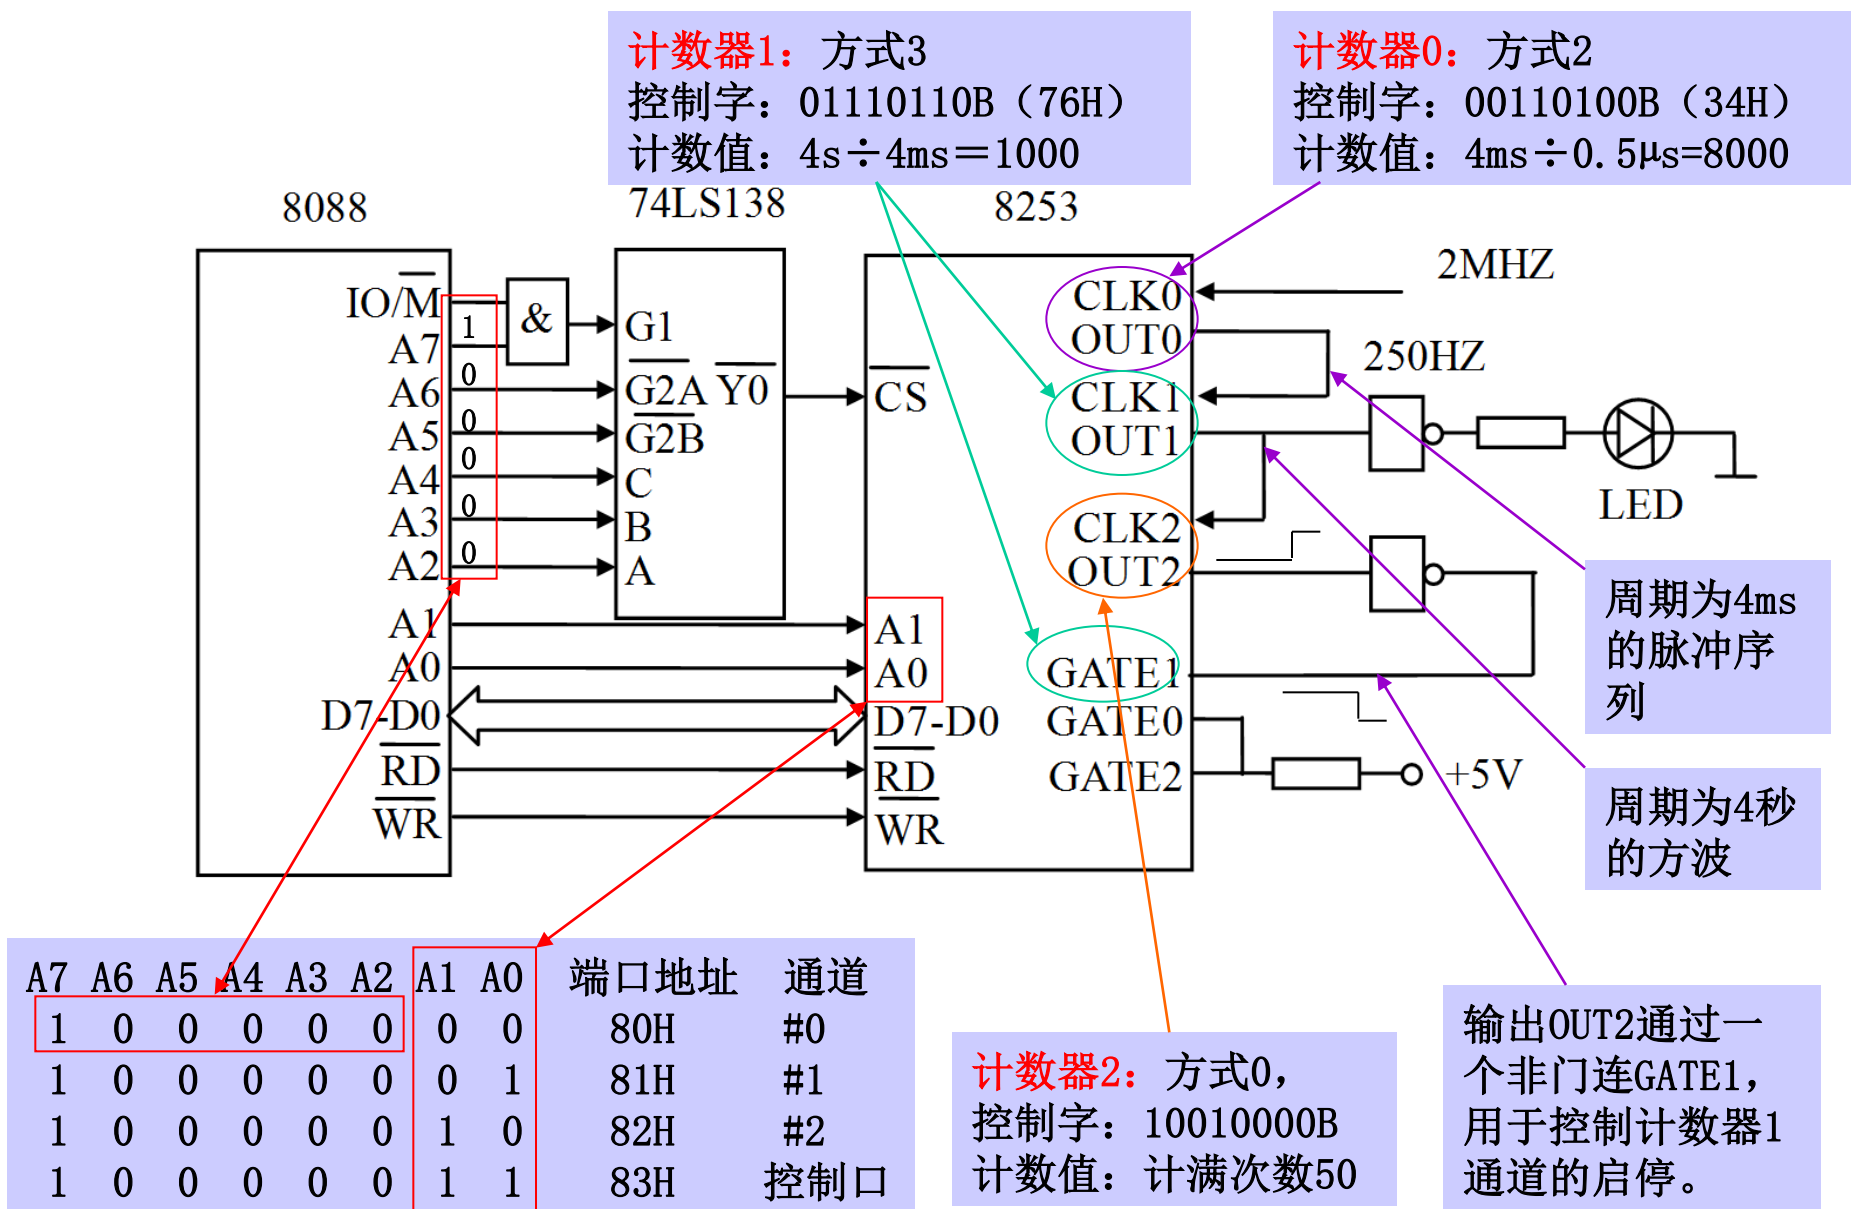 计数器1：方式3
控制字：01110110B（76H）
计数值：4s÷4ms＝1000
计数器0：方式2
控制字：00110100B（34H）
计数值：4ms÷0.5μs=8000
8088
74LS138
8253
IO/M
A7
A6
A5
A4
A3
A2
A1
A0
D7-D0
RD
WR
1
0
0
0
0
0
&
G1
G2A
Y0
G2B
C
B
A
CS
A1
A0
D7-D0
RD
WR
CLK0
OUT0
CLK1
OUT1
CLK2
OUT2
GATE1
GATE0
GATE2
2MHZ
250HZ
LED
+5V
周期为4ms
的脉冲序
列
周期为4秒
的方波
A7 A6 A5 A4 A3 A2 A1 A0 端口地址 通道
1 0 0 0 0 0 0 0 80H #0
1 0 0 0 0 0 0 1 81H #1
1 0 0 0 0 0 1 0 82H #2
1 0 0 0 0 0 1 1 83H 控制口
计数器2：方式0，
控制字：10010000B
计数值：计满次数50
输出OUT2通过一
个非门连GATE1，
用于控制计数器1
通道的启停。